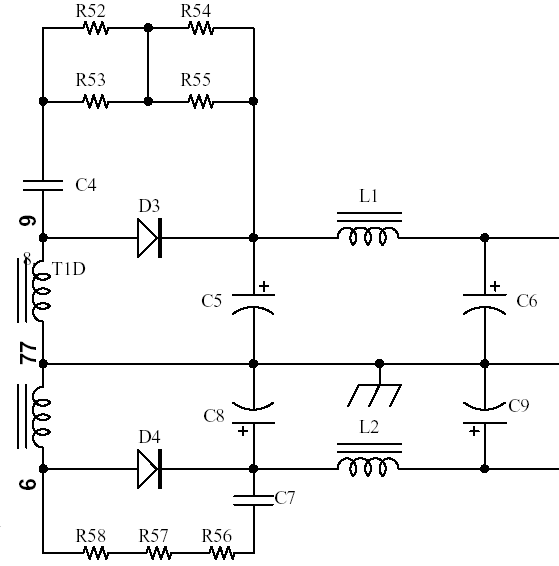 R52 R54
R53 R55
C4
L1
D3
9
8 T1D
+ +
C5 C6
77
C8 C9
L2
+ +
D4
6
C7
R58 R57 R56